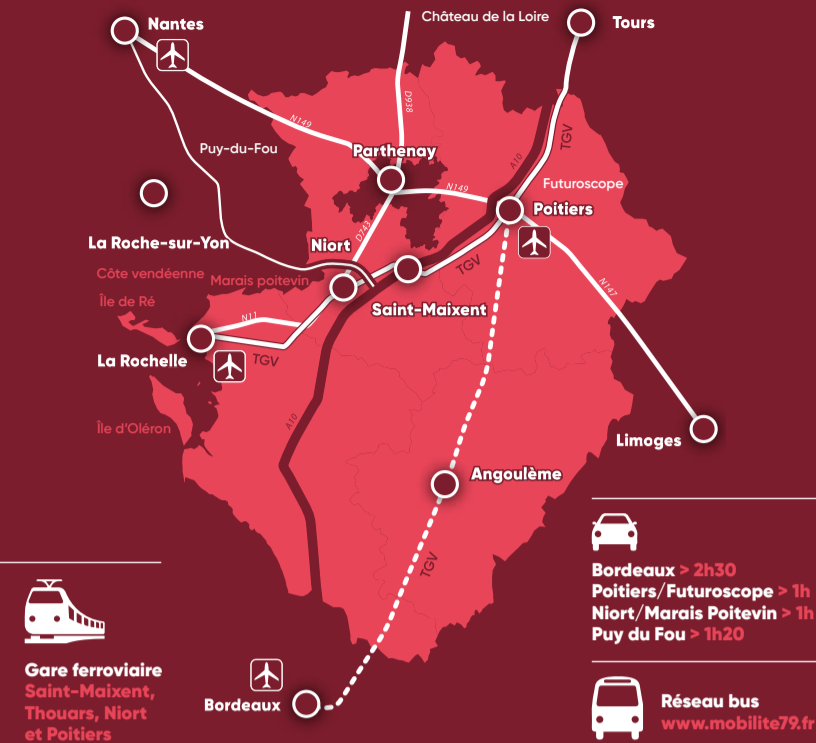 Château de la Loire
Nantes
Tours
D938
N149
TGV
Puy-du-Fou
Parthenay
A10
Futuroscope
N149
Poitiers
La Roche-sur-Yon
D743
Niort
TGV
Côte vendéenne
Marais poitevin
N147
Île de Ré
Saint-Maixent
N11
La Rochelle
TGV
A10
Île d'Oléron
Limoges
Angoulême
TGV
Bordeaux > 2h30
Poitiers/Futuroscope > 1h
Niort/Marais Poitevin > 1h
Puy du Fou > 1h20
Gare ferroviaire
Saint-Maixent,
Thouars, Niort
et Poitiers
Bordeaux
Réseau bus
www.mobilite79.fr